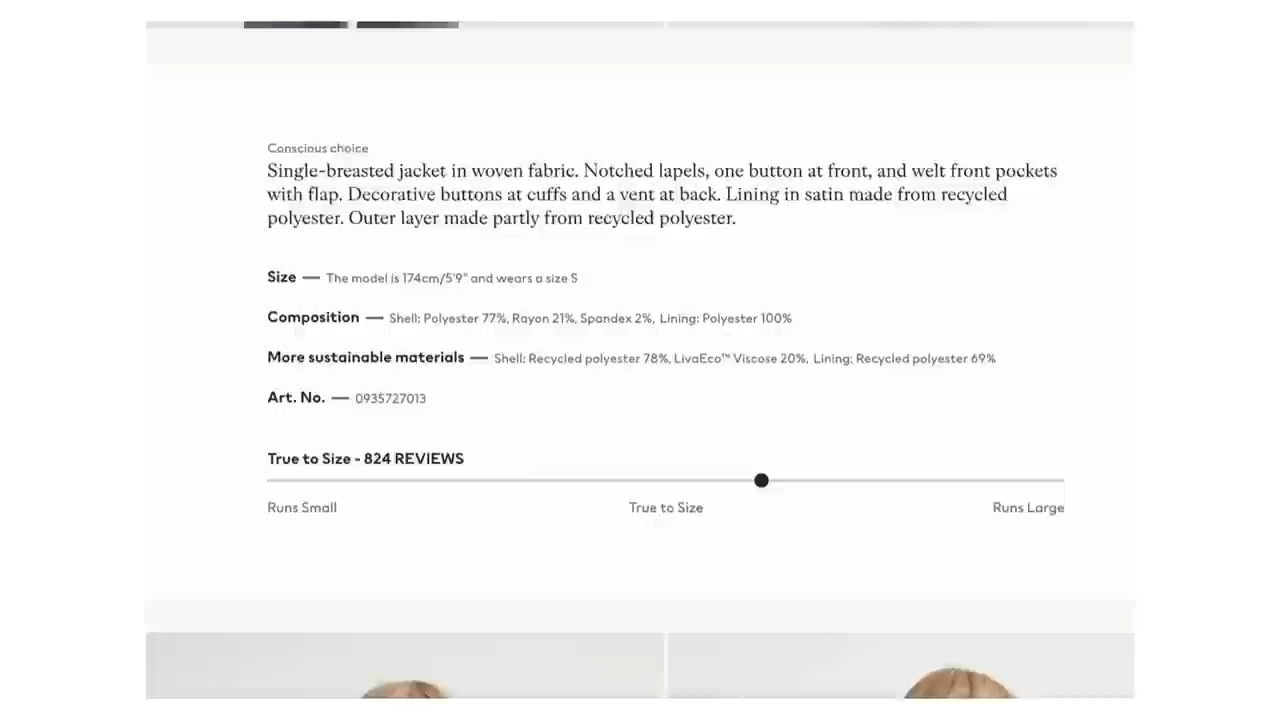 Conscious choice
Single-breasted jacket in woven fabric. Notched lapels, one button at front, and welt front pockets
with flap. Decorative buttons at cuffs and a vent at back. Lining in satin made from recycled
polyester. Outer layer made partly from recycled polyester.
Size — The model is 174cm/5'9" and wears a size S
Composition — Shell: Polyester 77%, Rayon 21%, Spandex 2%, Lining: Polyester 100%
More sustainable materials — Shell: Recycled polyester 78%, LivaEco™ Viscose 20%, Lining: Recycled polyester 69%
Art. No. — 0935727013
True to Size - 824 REVIEWS
Runs Small True to Size Runs Large